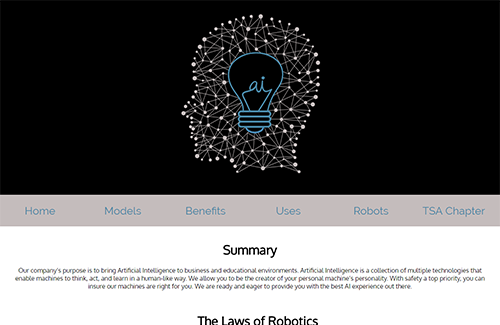 ai
Home Models Benefits Uses Robots TSA Chapter
Summary
Our company's purpose is to bring Artificial Intelligence to business and educational environments. Artificial Intelligence is a collection of multiple technologies that
enable machines to think, act, and learn in a human-like way. We allow you to be the creator of your personal machine's personality. With safety a top priority, you can
insure our machines are right for you. We are ready and eager to provide you with the best AI experience out there.
The Laws of Robotics